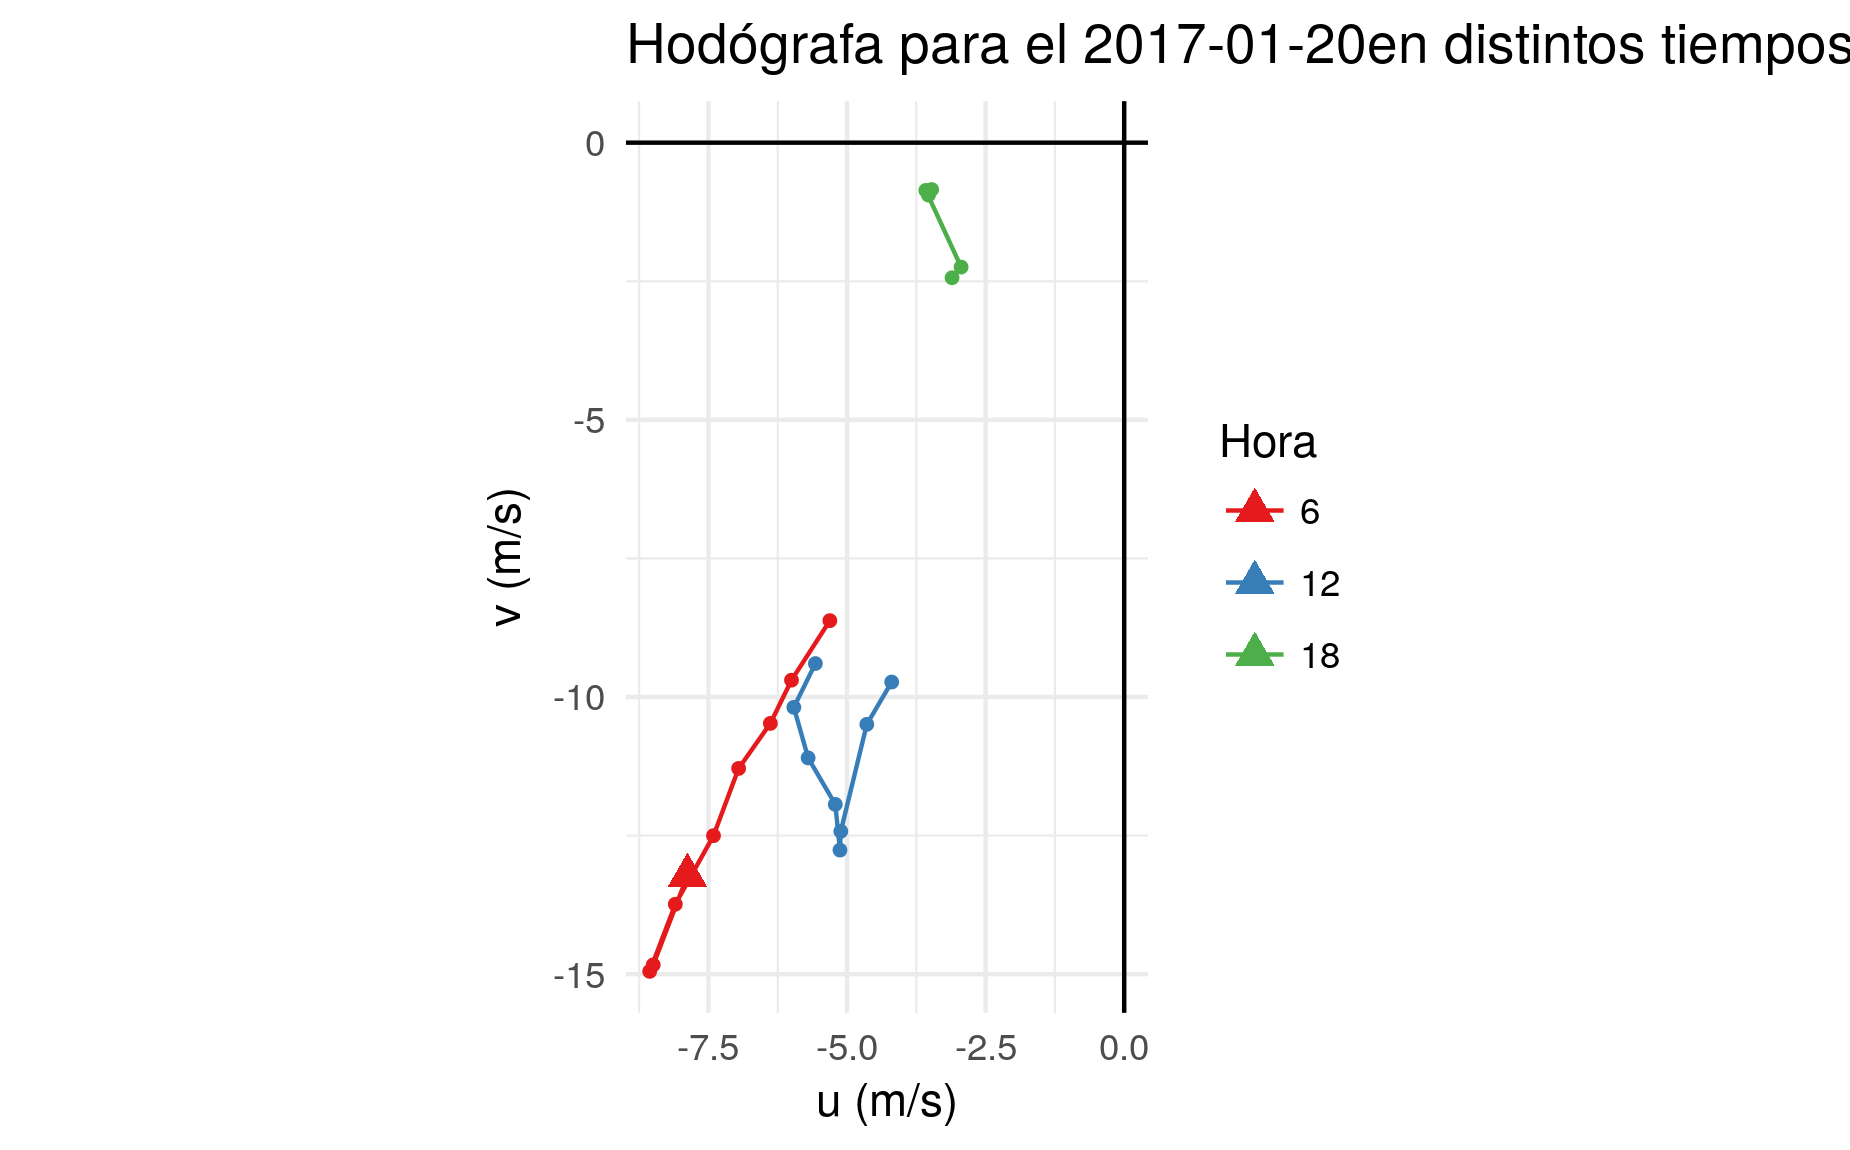 Hodógrafa para el 2017-01-20en distintos tiempos
0
-5
-10
-15
v (m/s)
-7.5 -5.0 -2.5 0.0
u (m/s)
Hora
6
12
18